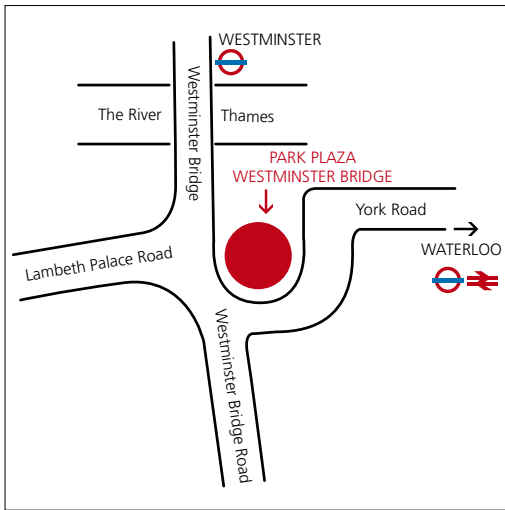 WESTMINSTER
Westminster Bridge
The River
Thames
PARK PLAZA
WESTMINSTER BRIDGE
York Road
WATERLOO
Lambeth Palace Road
Westminster Bridge Road